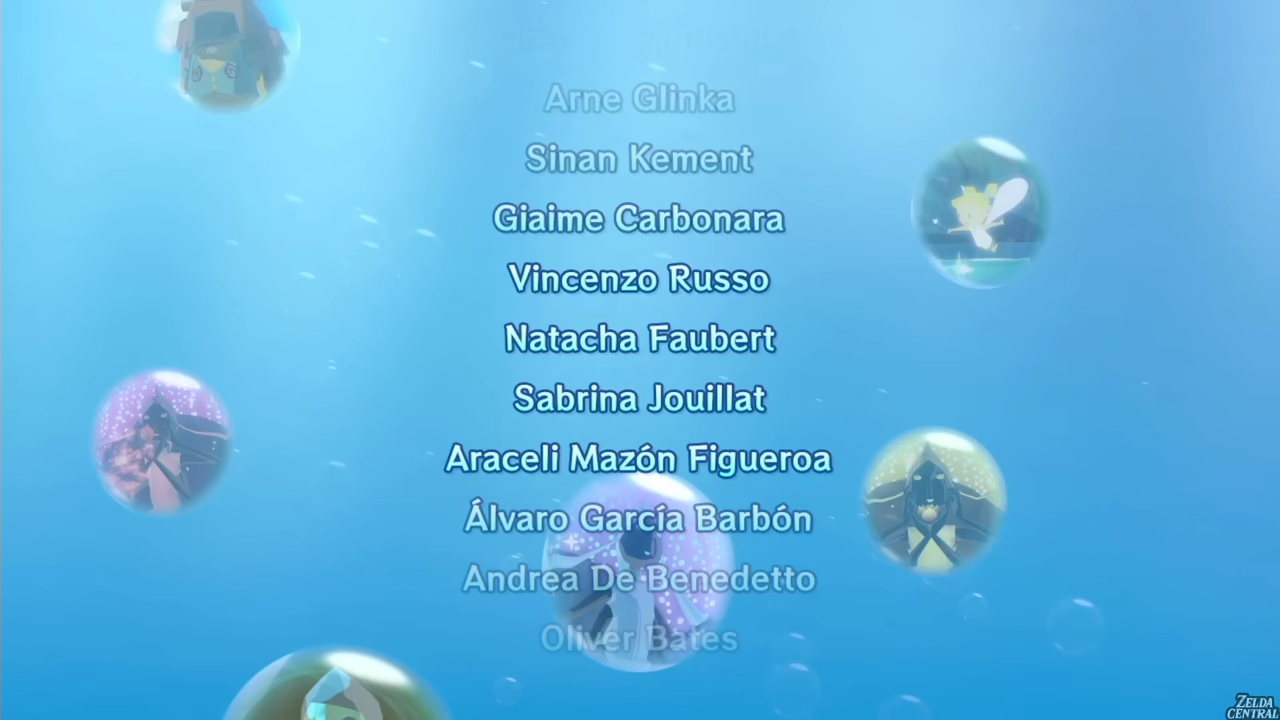 Arne Glinka
Sinan Kement
Giaime Carbonara
Vincenzo Russo
Natacha Faubert
Sabrina Jouillat
Araceli Mazón Figueroa
Álvaro García Barbón
Andrea De Benedetto
Oliver Bates
ZELDA
CENTRAL